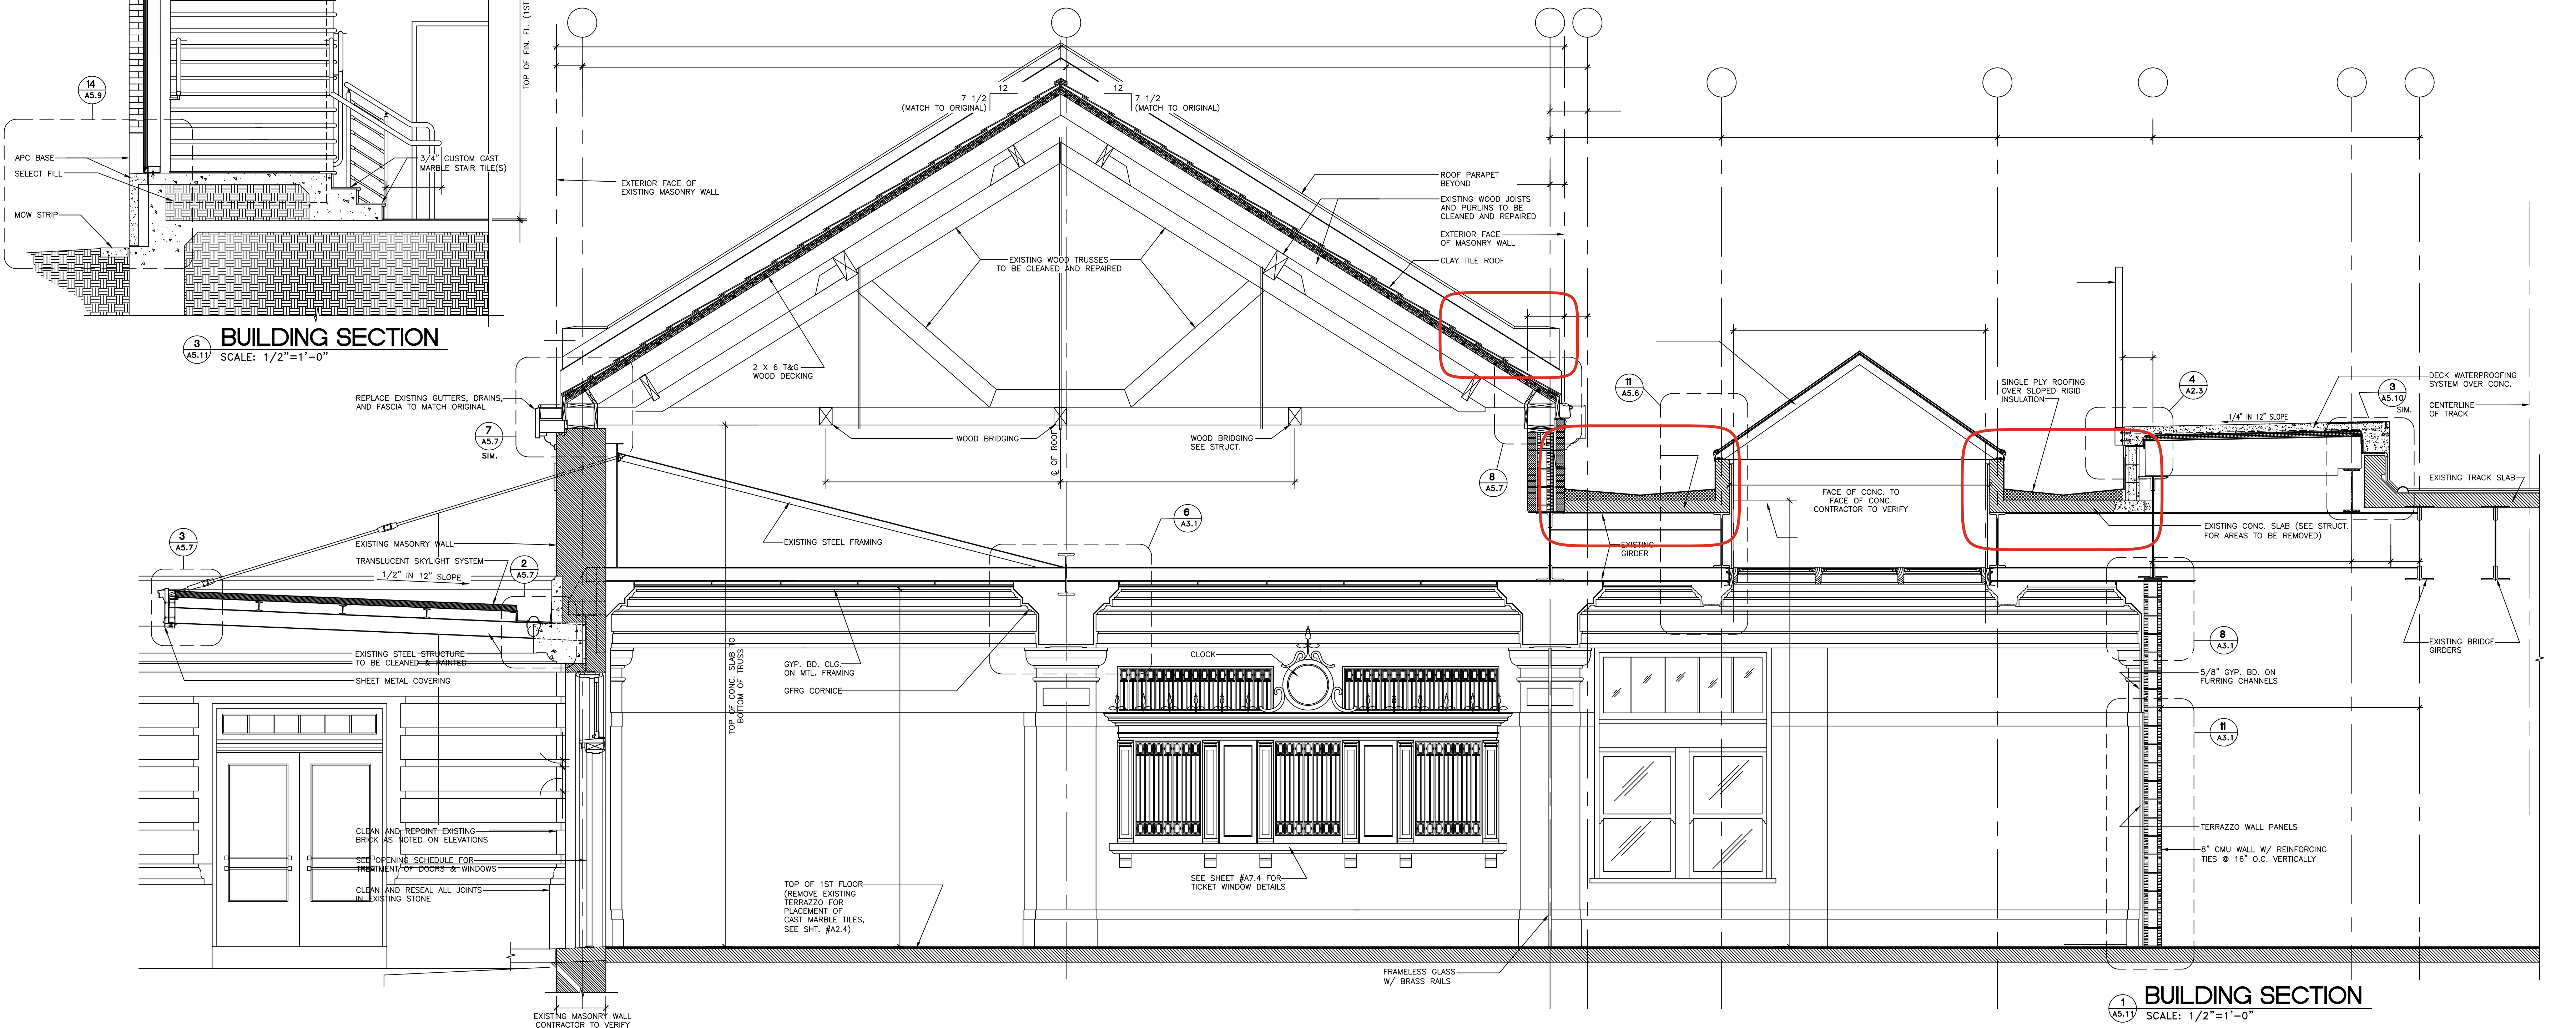 TOP OF FIN. FL. (1ST
14
A5.9
APC BASE
SELECT FILL
MOW STRIP
3/4" CUSTOM CAST
MARBLE STAIR TILE(S)
3
A5.11
BUILDING SECTION
SCALE: 1/2"=1'-0"
EXTERIOR FACE OF
EXISTING MASONRY WALL
12
7 1/2
(MATCH TO ORIGINAL)
12
7 1/2
(MATCH TO ORIGINAL)
ROOF PARAPET
BEYOND
EXISTING WOOD JOISTS
AND PURLINS TO BE
CLEANED AND REPAIRED
EXTERIOR FACE
OF MASONRY WALL
CLAY TILE ROOF
EXISTING WOOD TRUSSES
TO BE CLEANED AND REPAIRED
2 X 6 T&G
WOOD DECKING
REPLACE EXISTING GUTTERS, DRAINS,
AND FASCIA TO MATCH ORIGINAL
7
A5.7
SIM.
WOOD BRIDGING
℄ OF ROOF
WOOD BRIDGING
SEE STRUCT.
8
A5.7
11
A5.6
SINGLE PLY ROOFING
OVER SLOPED RIGID
INSULATION
4
A2.3
3
A5.10
SIM.
DECK WATERPROOFING
SYSTEM OVER CONC.
CENTERLINE
OF TRACK
1/4" IN 12" SLOPE
EXISTING TRACK SLAB
FACE OF CONC. TO
FACE OF CONC.
CONTRACTOR TO VERIFY
EXISTING CONC. SLAB (SEE STRUCT.
FOR AREAS TO BE REMOVED)
EXISTING
GIRDER
6
A3.1
EXISTING STEEL FRAMING
3
A5.7
EXISTING MASONRY WALL
TRANSLUCENT SKYLIGHT SYSTEM
1/2" IN 12" SLOPE
2
A5.7
EXISTING STEEL STRUCTURE
TO BE CLEANED & PAINTED
SHEET METAL COVERING
TOP OF CONC. SLAB TO
BOTTOM OF TRUSS
GYP. BD. CLG.
ON MTL. FRAMING
GFRG CORNICE
CLOCK
8
A3.1
EXISTING BRIDGE
GIRDERS
5/8" GYP. BD. ON
FURRING CHANNELS
11
A3.1
CLEAN AND REPOINT EXISTING
BRICK AS NOTED ON ELEVATIONS
SEE OPENING SCHEDULE FOR
TREATMENT OF DOORS & WINDOWS
CLEAN AND RESEAL ALL JOINTS
IN EXISTING STONE
TOP OF 1ST FLOOR
(REMOVE EXISTING
TERRAZZO FOR
PLACEMENT OF
CAST MARBLE TILES,
SEE SHT. #A2.4)
SEE SHEET #A7.4 FOR
TICKET WINDOW DETAILS
TERRAZZO WALL PANELS
8" CMU WALL W/ REINFORCING
TIES @ 16" O.C. VERTICALLY
FRAMELESS GLASS
W/ BRASS RAILS
EXISTING MASONRY WALL
CONTRACTOR TO VERIFY
1
A5.11
BUILDING SECTION
SCALE: 1/2"=1'-0"